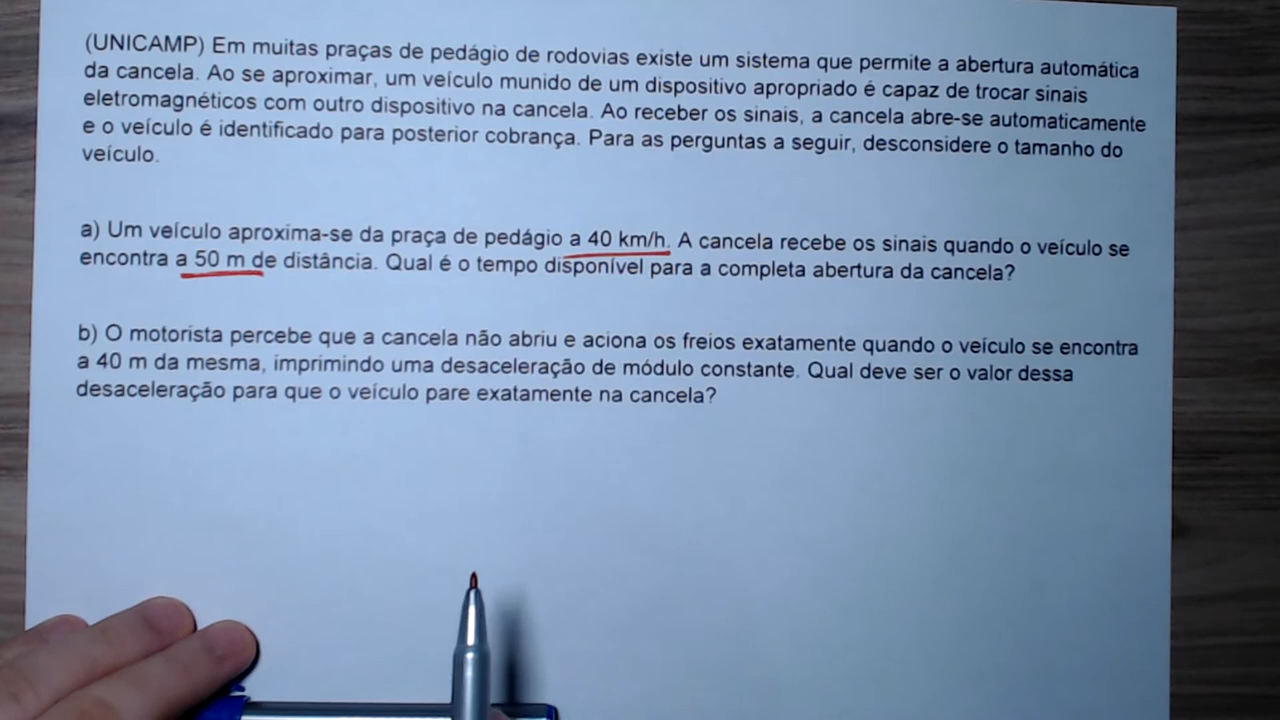 (UNICAMP) Em muitas praças de pedágio de rodovias existe um sistema que permite a abertura automática
da cancela. Ao se aproximar, um veículo munido de um dispositivo apropriado é capaz de trocar sinais
eletromagnéticos com outro dispositivo na cancela. Ao receber os sinais, a cancela abre-se automaticamente
e o veículo é identificado para posterior cobrança. Para as perguntas a seguir, desconsidere o tamanho do
veículo.
a) Um veículo aproxima-se da praça de pedágio a 40 km/h. A cancela recebe os sinais quando o veículo se
encontra a 50 m de distância. Qual é o tempo disponível para a completa abertura da cancela?
b) O motorista percebe que a cancela não abriu e aciona os freios exatamente quando o veículo se encontra
a 40 m da mesma, imprimindo uma desaceleração de módulo constante. Qual deve ser o valor dessa
desaceleração para que o veículo pare exatamente na cancela?